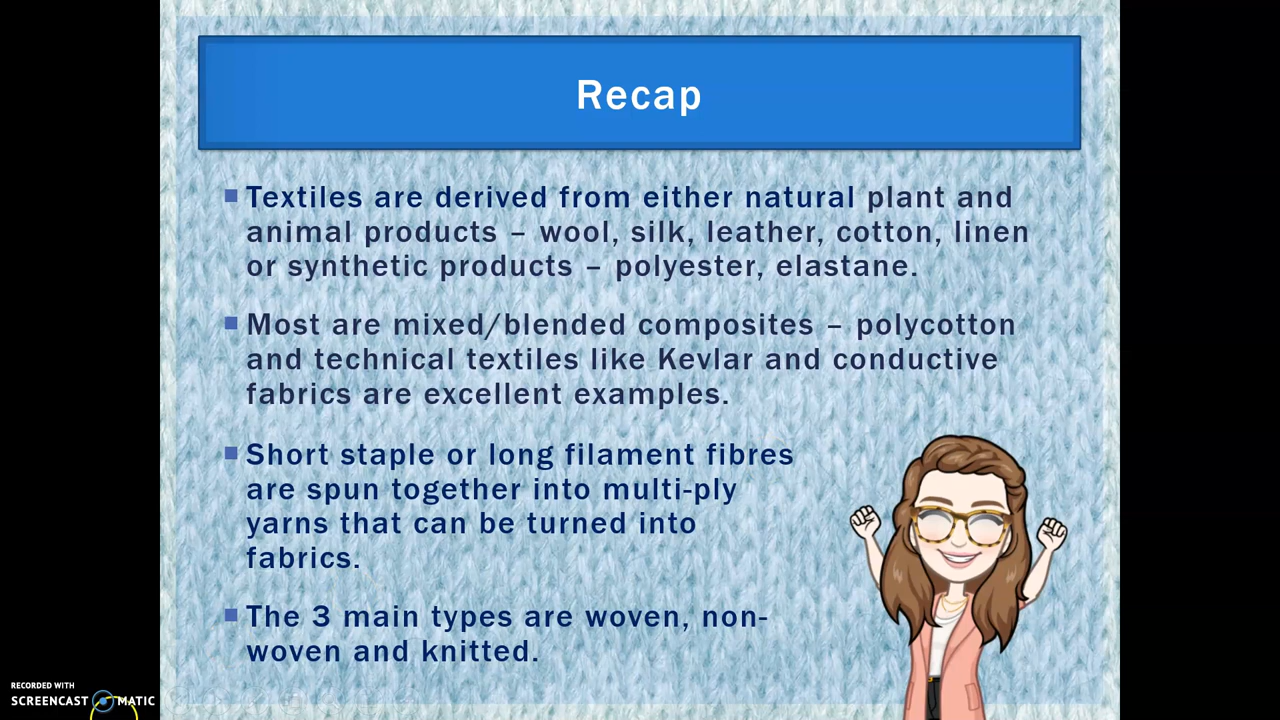 Recap
Textiles are derived from either natural plant and
animal products – wool, silk, leather, cotton, linen
or synthetic products – polyester, elastane.
Most are mixed/blended composites – polycotton
and technical textiles like Kevlar and conductive
fabrics are excellent examples.
Short staple or long filament fibres
are spun together into multi-ply
yarns that can be turned into
fabrics.
The 3 main types are woven, non-
woven and knitted.
RECORDED WITH
SCREENCAST MATIC